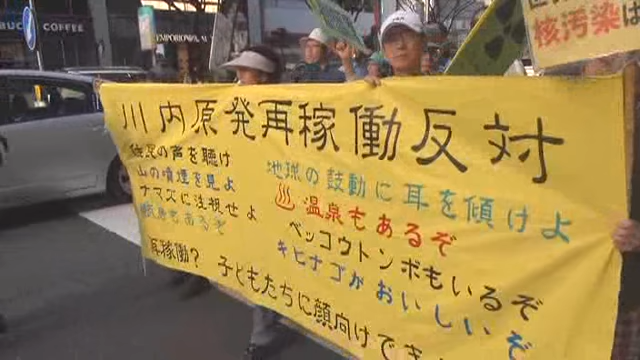 COFFEE
EMPORIO
核汚染は
川内原発再稼働反対
の声を聴け
山の噴煙を見よ
ナマズに注視せよ
もあるぞ
地球の鼓動に耳を傾けよ
♨温泉もあるぞ
ベッコウトンボもいるぞ
キビナゴがおいしいぞ
再稼働? 子どもたちに顔向けでき